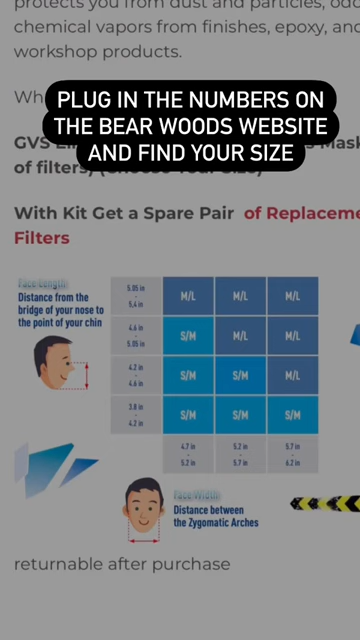 protects you from dust and particles, odo
chemical vapors from finishes, epoxy, and
workshop products.
Wh
PLUG IN THE NUMBERS ON
THE BEAR WOODS WEBSITE
AND FIND YOUR SIZE
GVS
Mask
of filters)
With Kit Get a Spare Pair of Replaceme
Filters
Face Length
Distance from the
bridge of your nose to
the point of your chin
5.05 in
-
5.4 in
M/L M/L M/L
4.6 in
-
5.05 in
S/M M/L M/L
4.2 in
-
4.6 in
S/M S/M M/L
3.8 in
-
4.2 in
S/M S/M S/M
4.7 in 5.2 in 5.7 in
- - -
5.2 in 5.7 in 6.2 in
Face Width
Distance between
the Zygomatic Arches
returnable after purchase